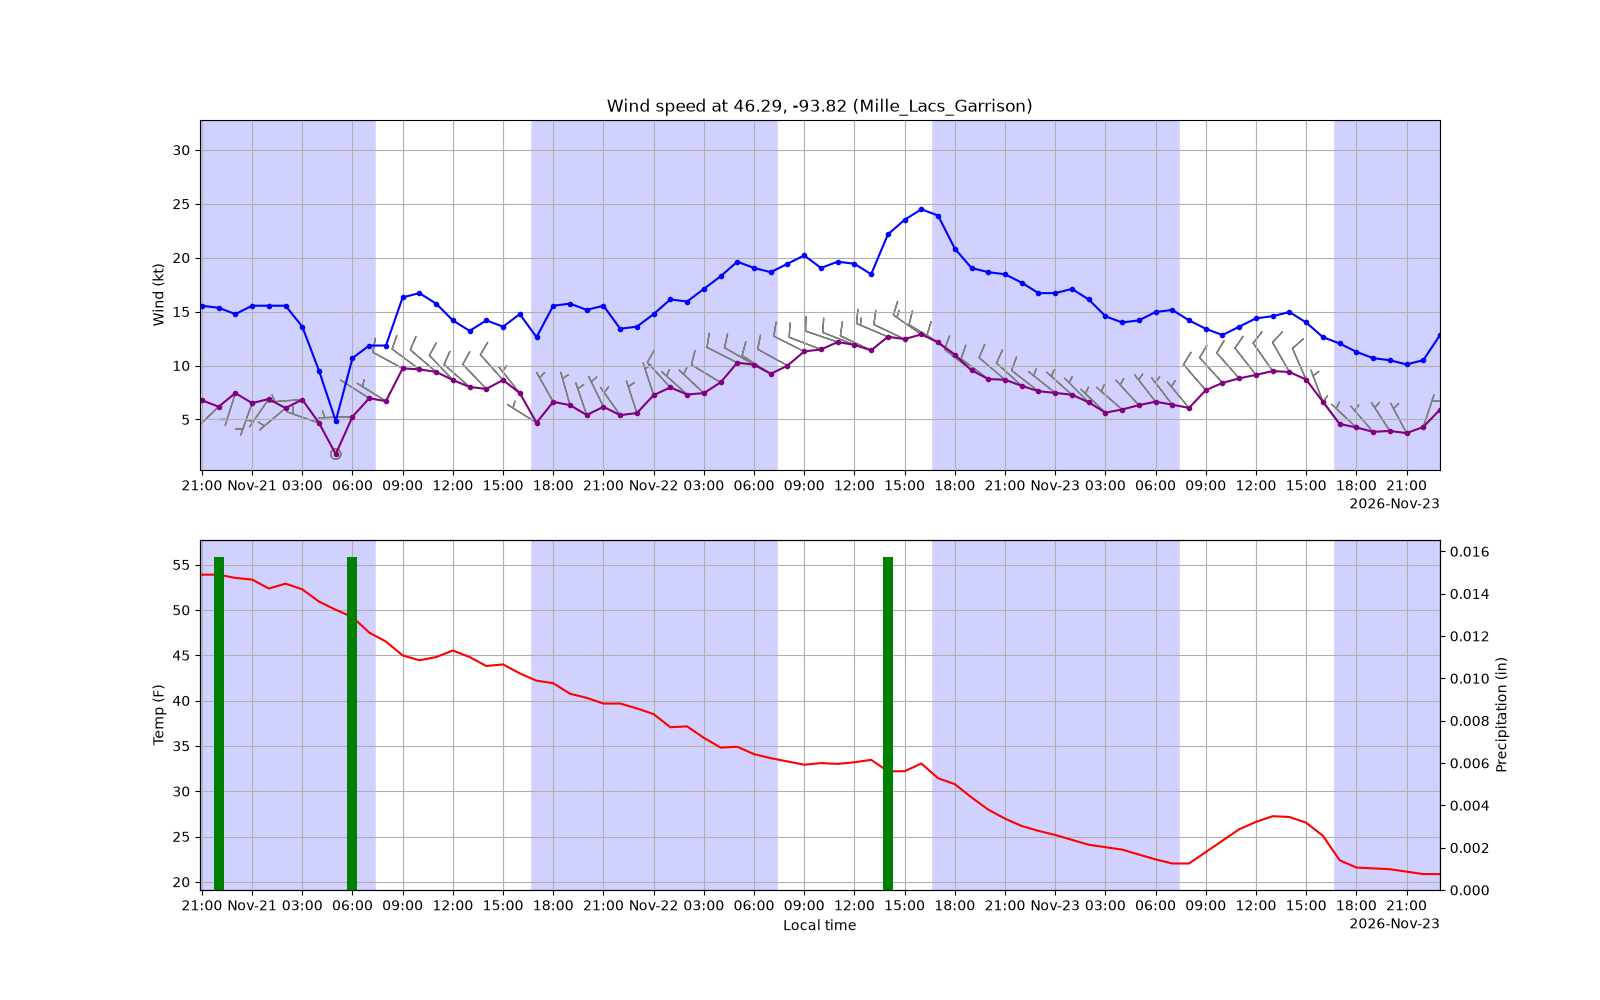 Wind speed at 46.29, -93.82 (Mille_Lacs_Garrison)
30
25
20
15
10
5
Wind (kt)
21:00 Nov-21 03:00 06:00 09:00 12:00 15:00 18:00 21:00 Nov-22 03:00 06:00 09:00 12:00 15:00 18:00 21:00 Nov-23 03:00 06:00 09:00 12:00 15:00 18:00 21:00
2026-Nov-23
55
50
45
40
35
30
25
20
Temp (F)
0.016
0.014
0.012
0.010
0.008
0.006
0.004
0.002
0.000
Precipitation (in)
21:00 Nov-21 03:00 06:00 09:00 12:00 15:00 18:00 21:00 Nov-22 03:00 06:00 09:00 12:00 15:00 18:00 21:00 Nov-23 03:00 06:00 09:00 12:00 15:00 18:00 21:00
Local time
2026-Nov-23